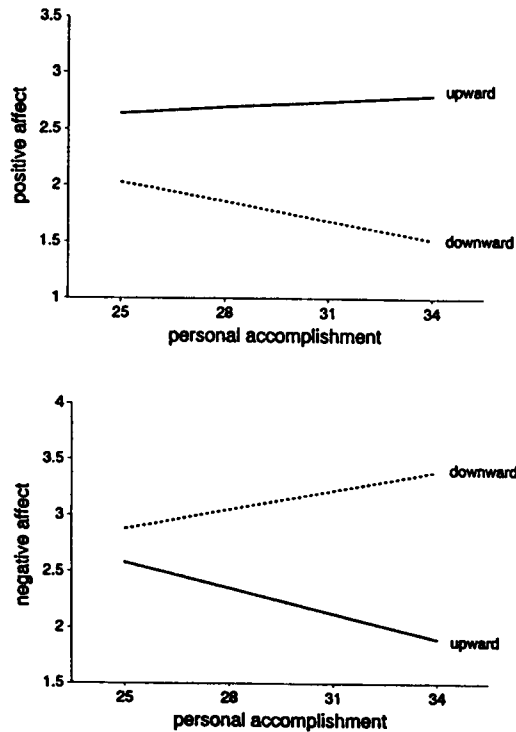 3.5
3
upward
2.5
positive affect
2
1.5
downward
1
25 28 31 34
personal accomplishment
4
3.5
downward
3
negative affect
2.5
2
upward
1.5
25 28 31 34
personal accomplishment